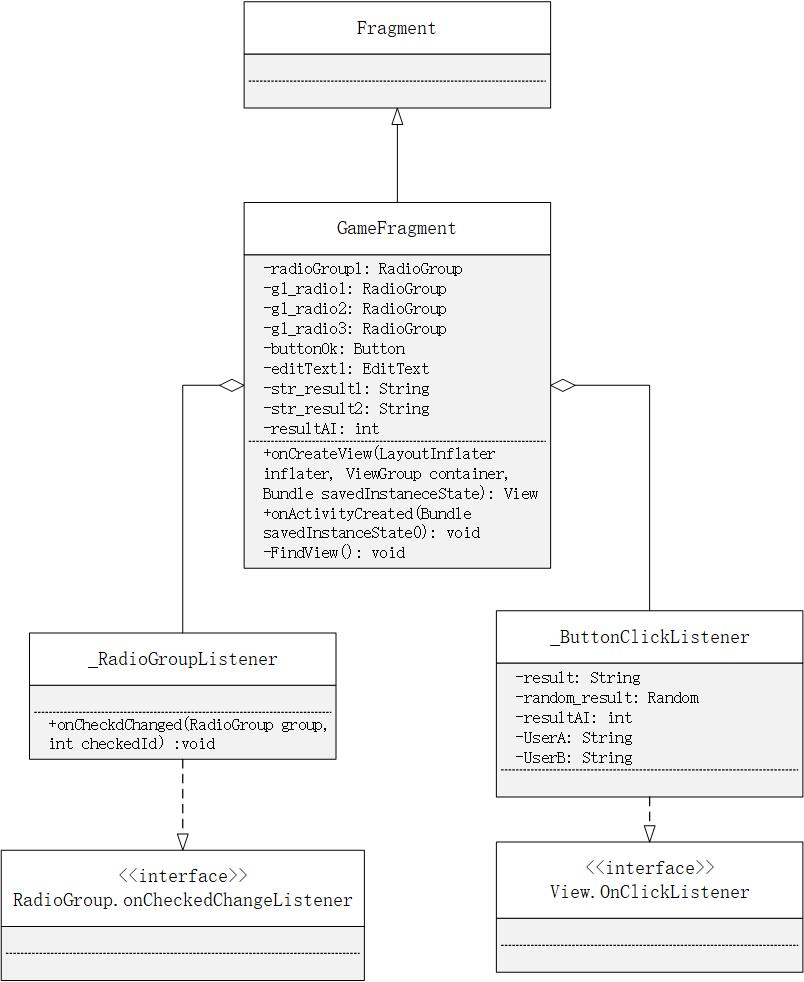 Fragment
GameFragment
-radioGroup1: RadioGroup
-g1_radio1: RadioGroup
-g1_radio2: RadioGroup
-g1_radio3: RadioGroup
-buttonOk: Button
-editText1: EditText
-str_result1: String
-str_result2: String
-resultAI: int
+onCreateView(LayoutInflater
inflater, ViewGroup container,
Bundle savedInstaneceState): View
+onActivityCreated(Bundle
savedInstanceState0): void
-FindView(): void
_RadioGroupListener
+onCheckdChanged(RadioGroup group,
int checkedId) :void
_ButtonClickListener
-result: String
-random_result: Random
-resultAI: int
-UserA: String
-UserB: String
<<interface>>
RadioGroup.onCheckedChangeListener
<<interface>>
View.OnClickListener